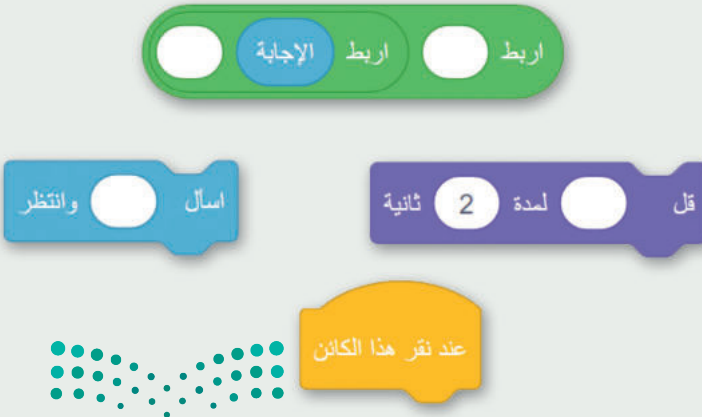 اربط اربط الإجابة
قل لمدة 2 ثانية
اسأل وانتظر
عند نقر هذا الكائن